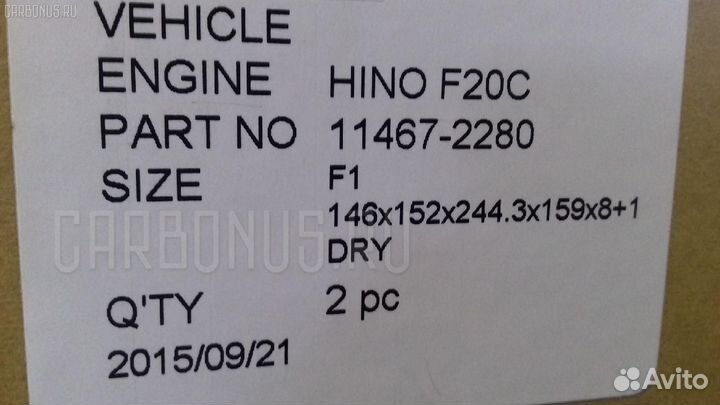 CARBONUS.RU
VEHICLE
ENGINE HINO F20C
PART NO 11467-2280
SIZE F1
146x152x244.3x159x8+1
CARBONUS.RU
DRY
Q'TY 2 pc
2015/09/21
Avito